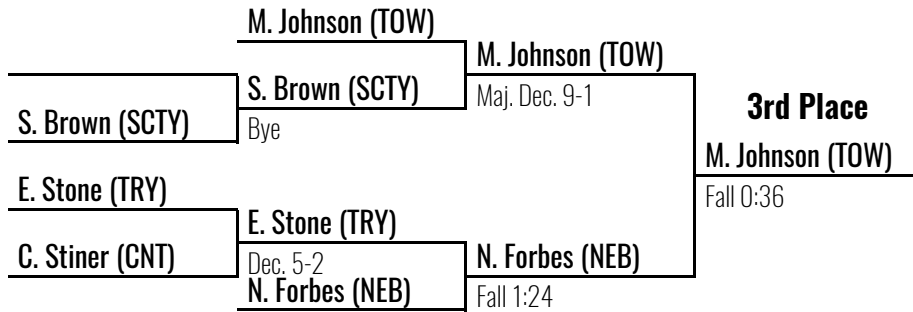 M. Johnson (TOW)
M. Johnson (TOW)
S. Brown (SCTY)
Maj. Dec. 9-1
3rd Place
S. Brown (SCTY)
Bye
M. Johnson (TOW)
E. Stone (TRY)
Fall 0:36
E. Stone (TRY)
C. Stiner (CNT)
Dec. 5-2
N. Forbes (NEB)
N. Forbes (NEB)
Fall 1:24